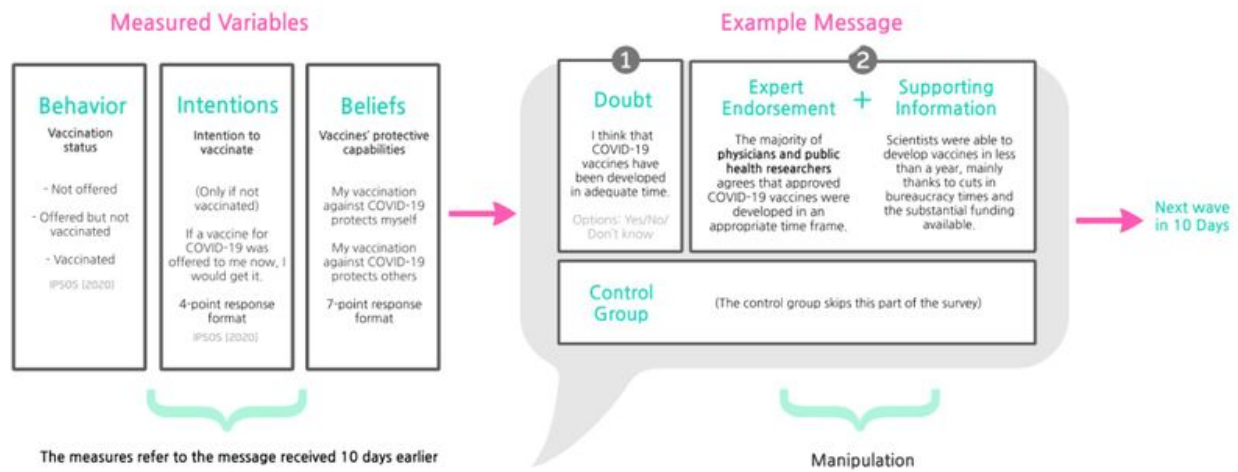 Measured Variables
Behavior
Vaccination
status
- Not offered
- Offered but not
vaccinated
- Vaccinated
IPSOS (2020)
Intentions
Intention to
vaccinate
(Only if not
vaccinated)
If a vaccine for
COVID-19 was
offered to me now, I
would get it.
4-point response
format
IPSOS (2020)
Beliefs
Vaccines' protective
capabilities
My vaccination
against COVID-19
protects myself
My vaccination
against COVID-19
protects others
7-point response
format
The measures refer to the message received 10 days earlier
Example Message
1
Doubt
I think that
COVID-19
vaccines have
been developed
in adequate time.
Options: Yes/No/
Don't know
2
Expert
Endorsement
The majority of
physicians and public
health researchers
agrees that approved
COVID-19 vaccines were
developed in an
appropriate time frame.
+
Supporting
Information
Scientists were able to
develop vaccines in less
than a year, mainly
thanks to cuts in
bureaucracy times and
the substantial funding
available.
Control
Group
(The control group skips this part of the survey)
Manipulation
Next wave
in 10 Days